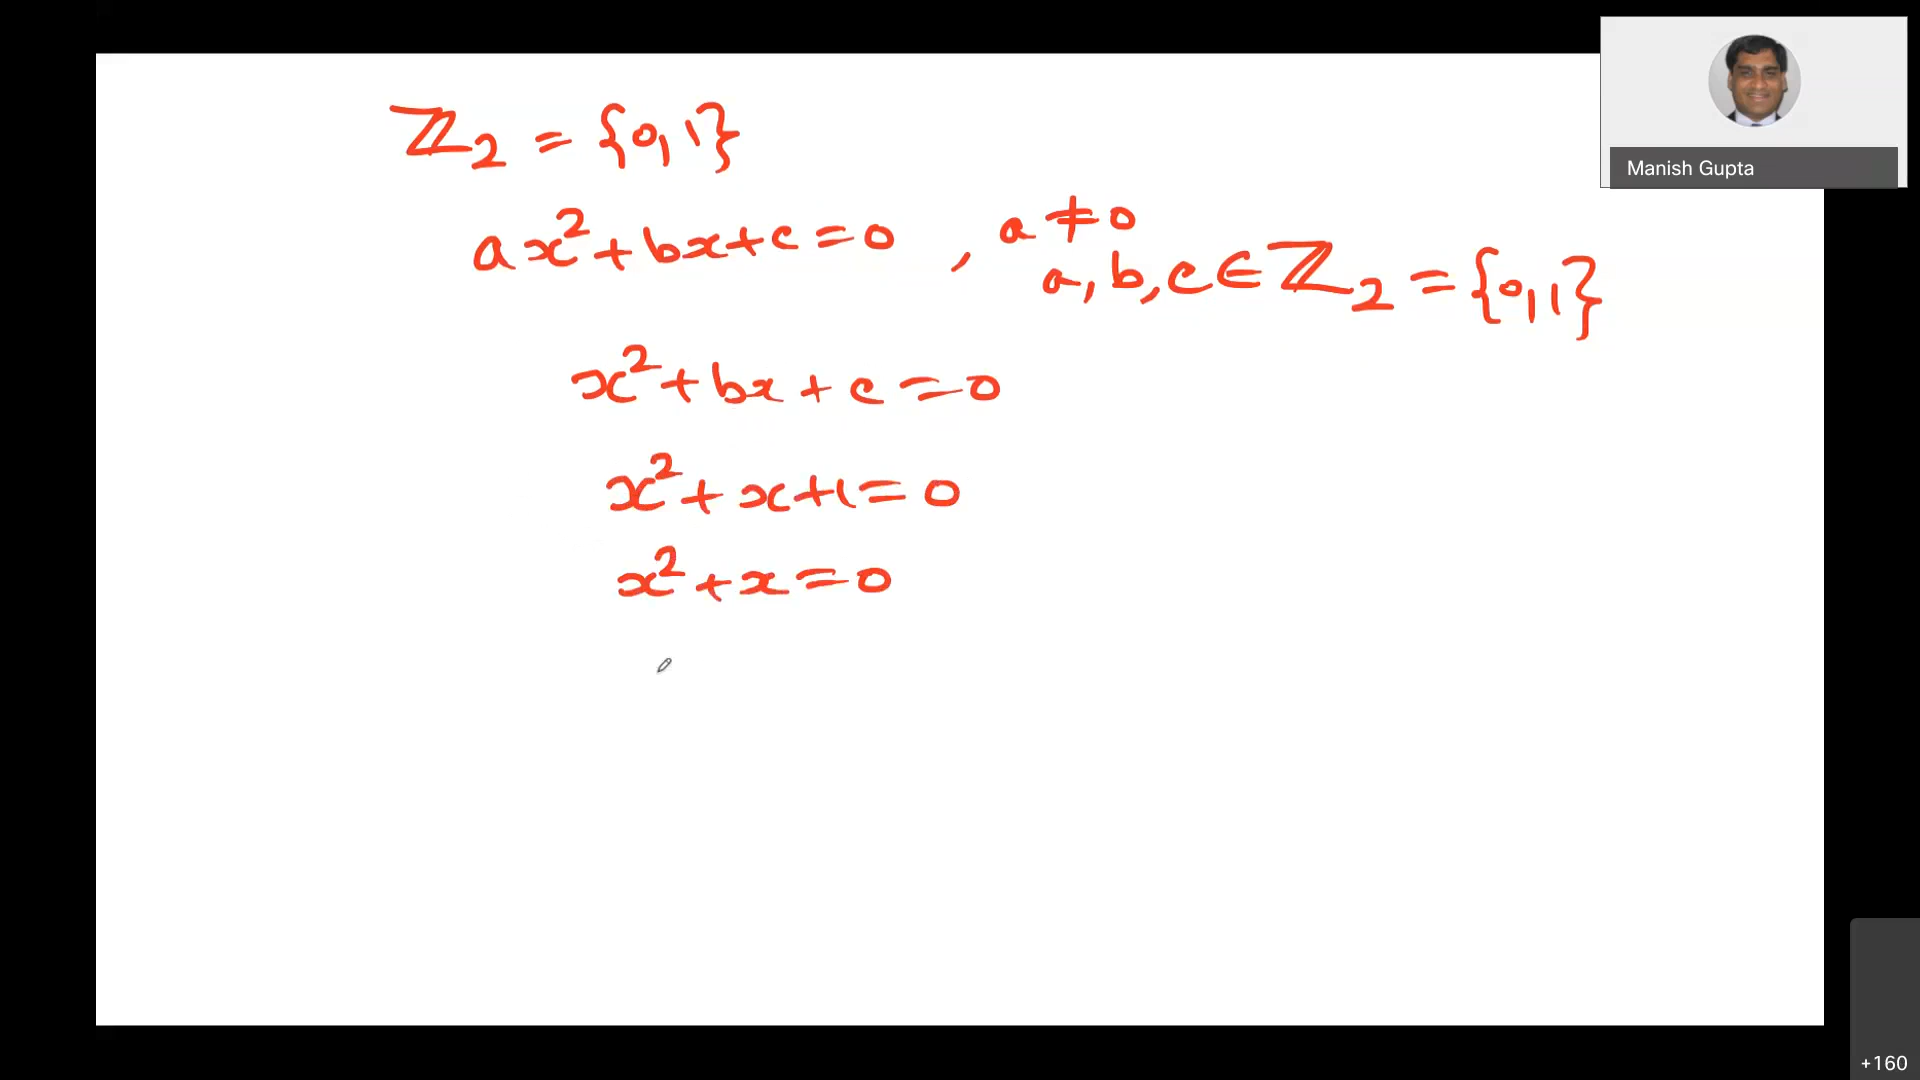 ℤ₂ = {0,1}
ax² + bx + c = 0 , a ≠ 0
a, b, c ∈ ℤ₂ = {0,1}
x² + bx + c = 0
x² + x + 1 = 0
x² + x = 0
Manish Gupta
+160